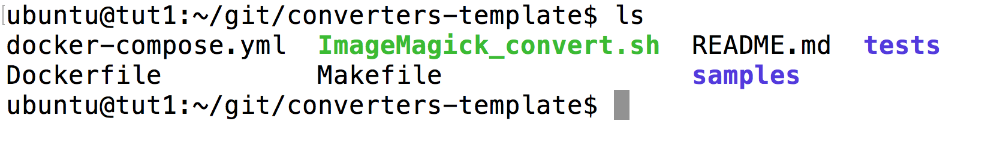 ubuntu@tut1:~/git/converters-template$ ls
docker-compose.yml  ImageMagick_convert.sh  README.md  tests
Dockerfile          Makefile                samples
ubuntu@tut1:~/git/converters-template$